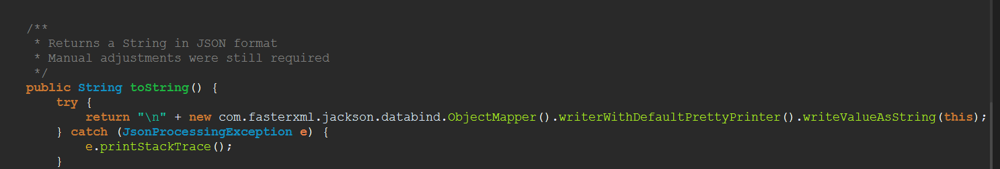 /**
 * Returns a String in JSON format
 * Manual adjustments were still required
 */
public String toString() {
    try {
        return "\n" + new com.fasterxml.jackson.databind.ObjectMapper().writerWithDefaultPrettyPrinter().writeValueAsString(this);
    } catch (JsonProcessingException e) {
        e.printStackTrace();
    }